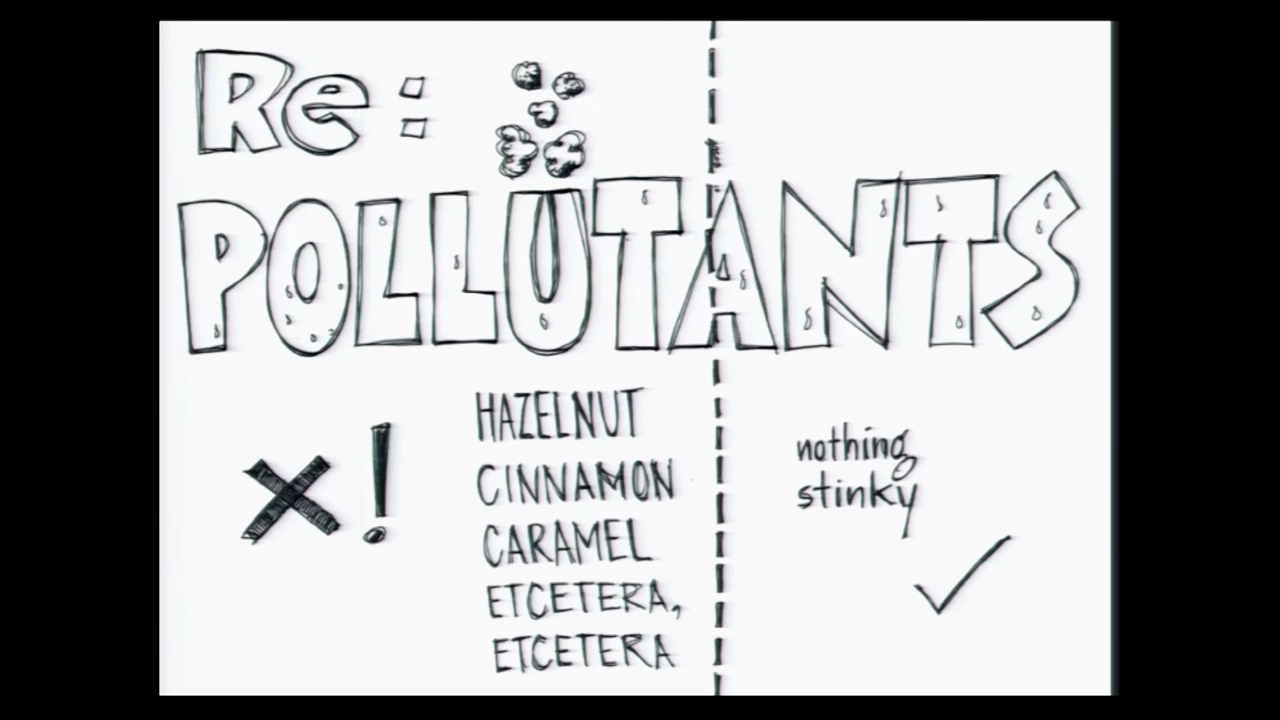 Re:
POLLUTANTS
HAZELNUT
CINNAMON
CARAMEL
ETCETERA,
ETCETERA
nothing
stinky